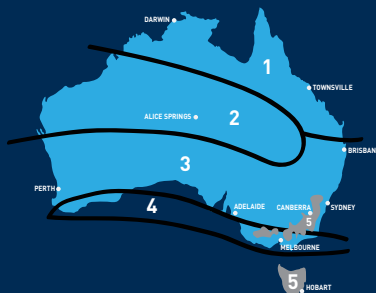 DARWIN
1
TOWNSVILLE
ALICE SPRINGS
2
BRISBAN
3
PERTH
4
ADELAIDE
CANBERRA
SYDNEY
5
MELBOURNE
5
HOBART